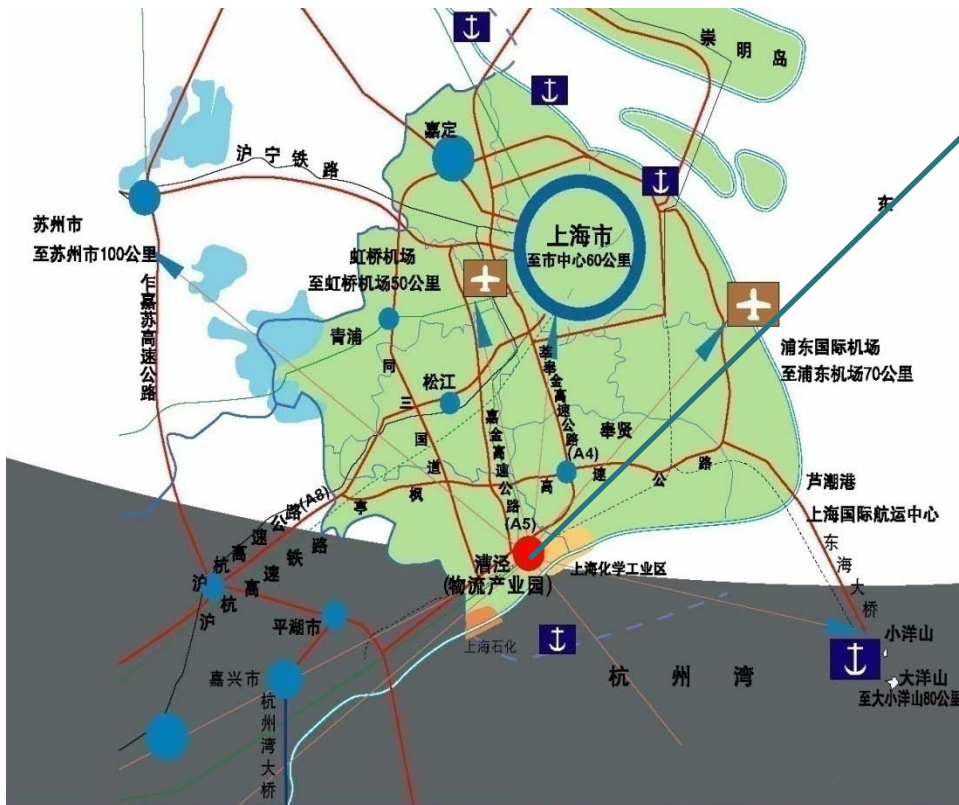 崇明岛
嘉定
沪宁铁路
东
苏州市
至苏州市100公里
上海市
至市中心60公里
虹桥机场
至虹桥机场50公里
乍嘉苏高速公路
青浦
浦东国际机场
至浦东机场70公里
同三国道
松江
莘奉金高速公路
(A4)
嘉金高速公路
(A5)
奉贤
亭枫高速公路
芦潮港
上海国际航运中心
东海大桥
沪杭高速公路(A8)
沪杭高速铁路
漕泾
(物流产业园)
上海化学工业区
平湖市
上海石化
小洋山
嘉兴市
杭州湾
大洋山
至大小洋山80公里
杭州湾大桥